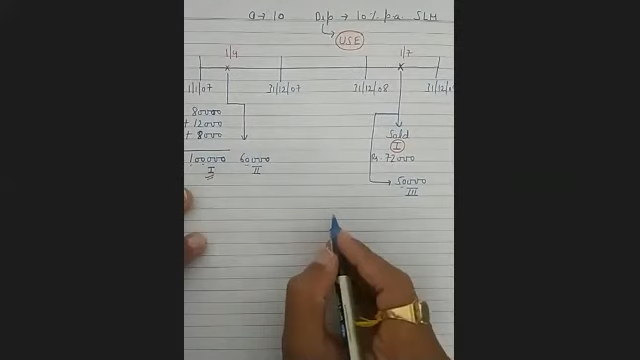 Q → 10 Dep → 10% p.a. SLM
USE
1/4 1/7
1/1/07 31/12/07 31/12/08 31/12/0
80000
+ 12000
+ 8000
100000 60000
I II
Sold
I
72000
50000
III